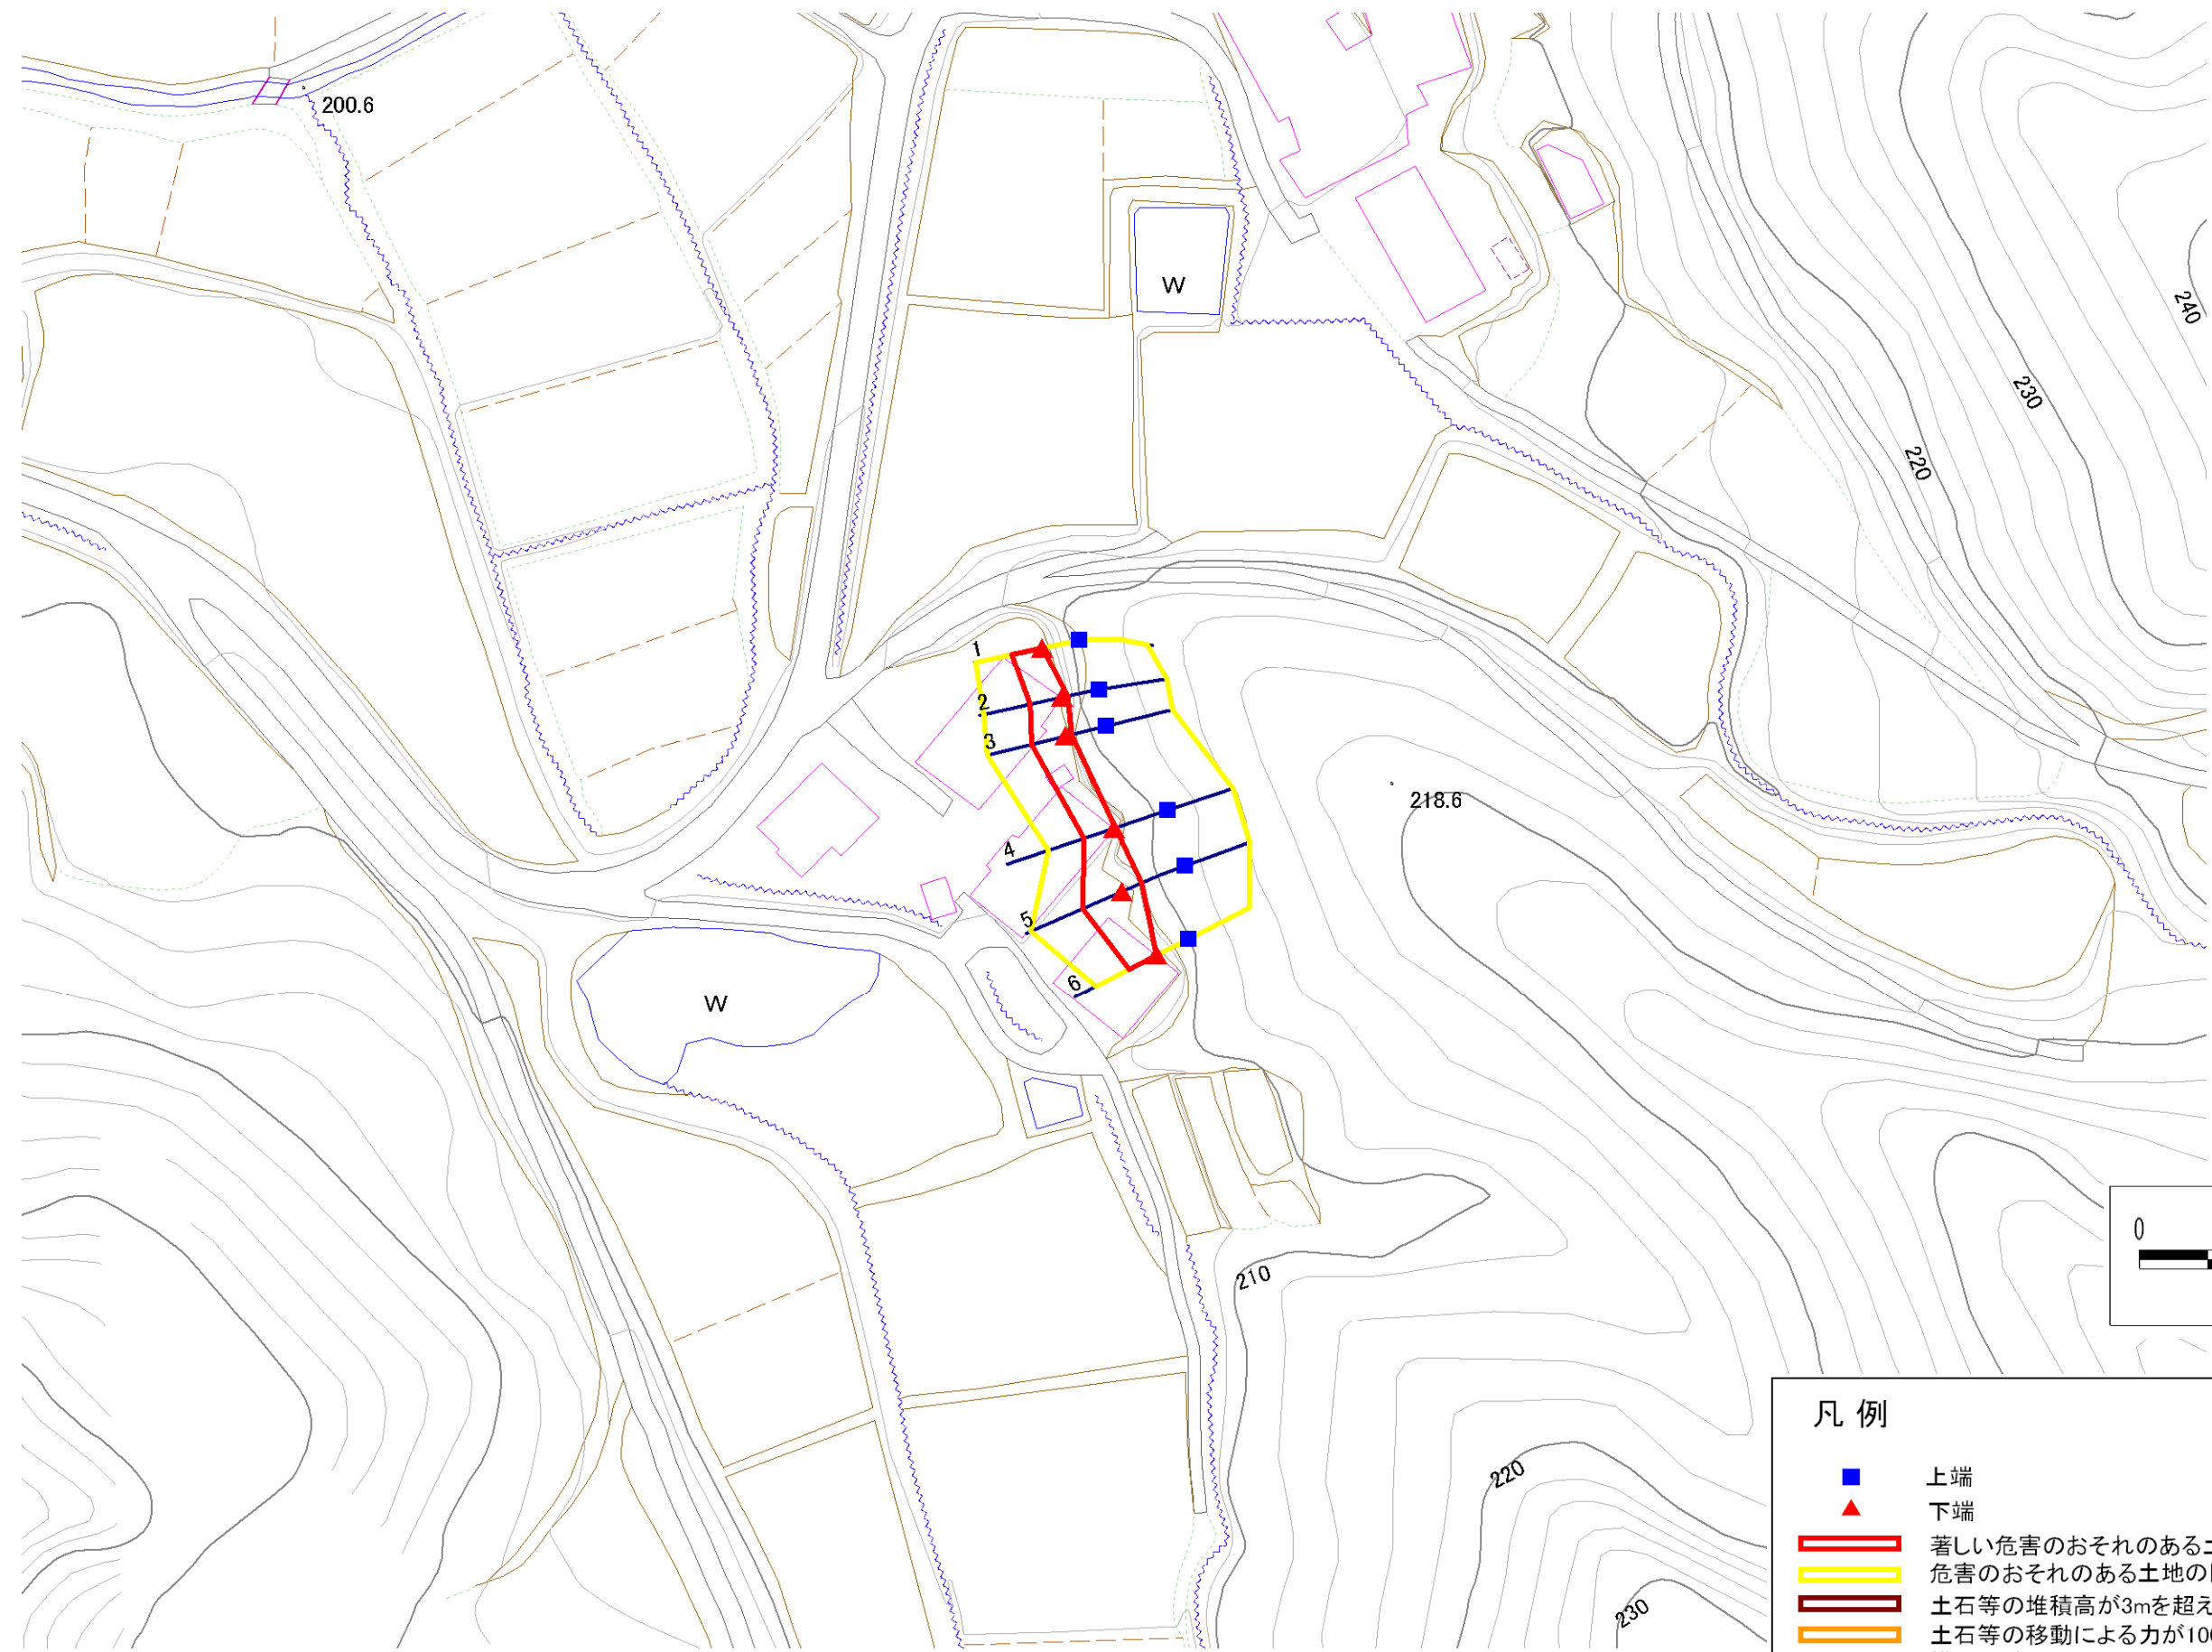 200.6
W
240
230
220
1
2
3
218.6
4
5
6
W
210
0
220
230
凡 例
上端
下端
著しい危害のおそれのある
危害のおそれのある土地の
土石等の堆積高が3mを超え
土石等の移動による力が10